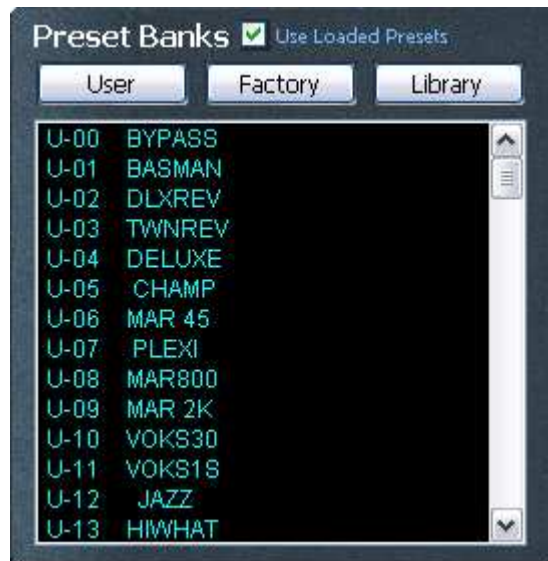 Preset Banks Use Loaded Presets
User Factory Library
U-00 BYPASS
U-01 BASMAN
U-02 DLXREV
U-03 TWNREV
U-04 DELUXE
U-05 CHAMP
U-06 MAR 45
U-07 PLEXI
U-08 MAR800
U-09 MAR 2K
U-10 VOKS30
U-11 VOKS1S
U-12 JAZZ
U-13 HIWHAT